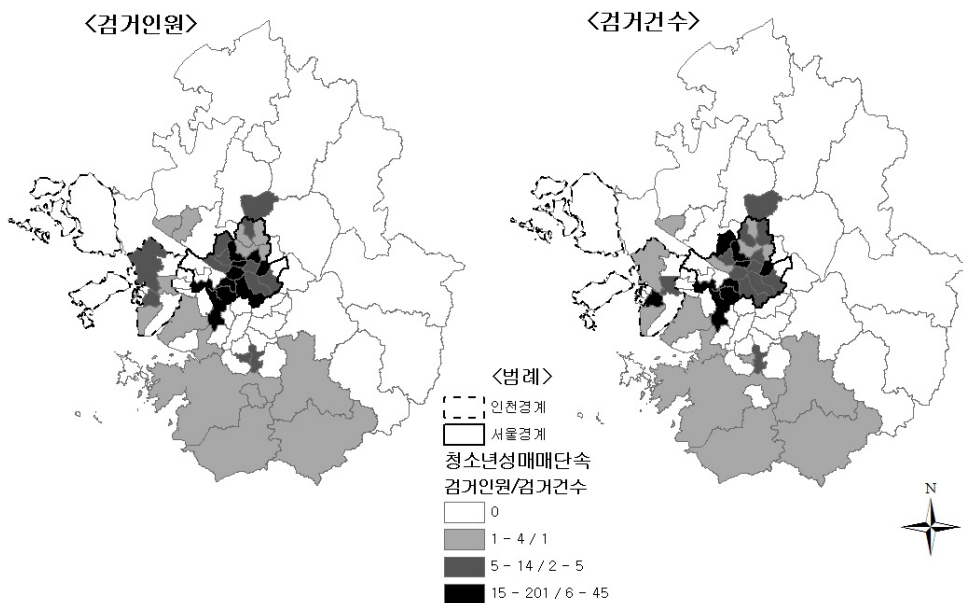 <검거인원>
<검거건수>
<범례>
인천경계
서울경계
청소년성매매단속
검거인원/검거건수
0
1 - 4 / 1
5 - 14 / 2 - 5
15 - 201 / 6 - 45
N